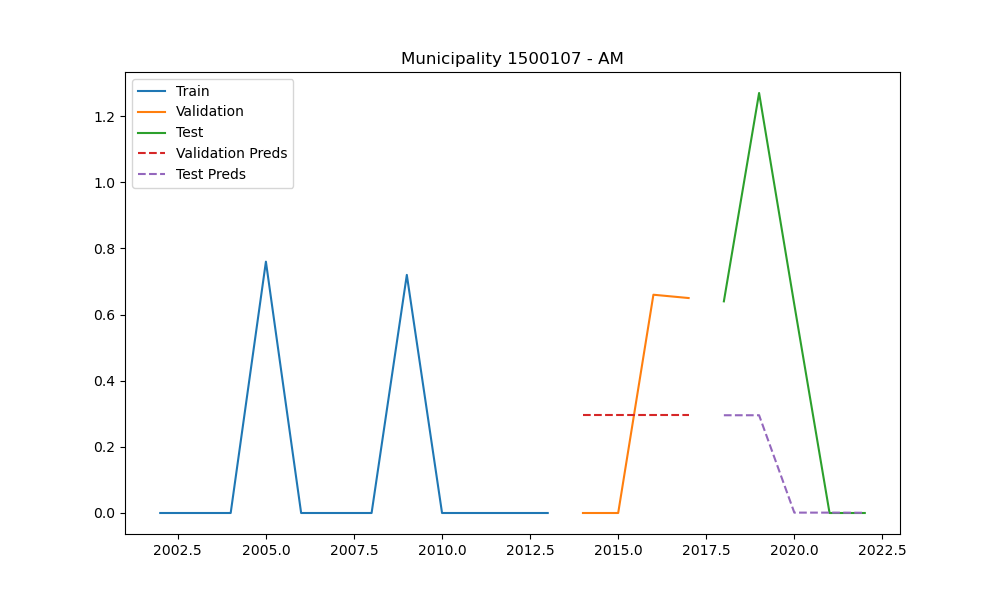 Municipality 1500107 - AM
Train
Validation
Test
Validation Preds
Test Preds
1.2
1.0
0.8
0.6
0.4
0.2
0.0
2002.5 2005.0 2007.5 2010.0 2012.5 2015.0 2017.5 2020.0 2022.5